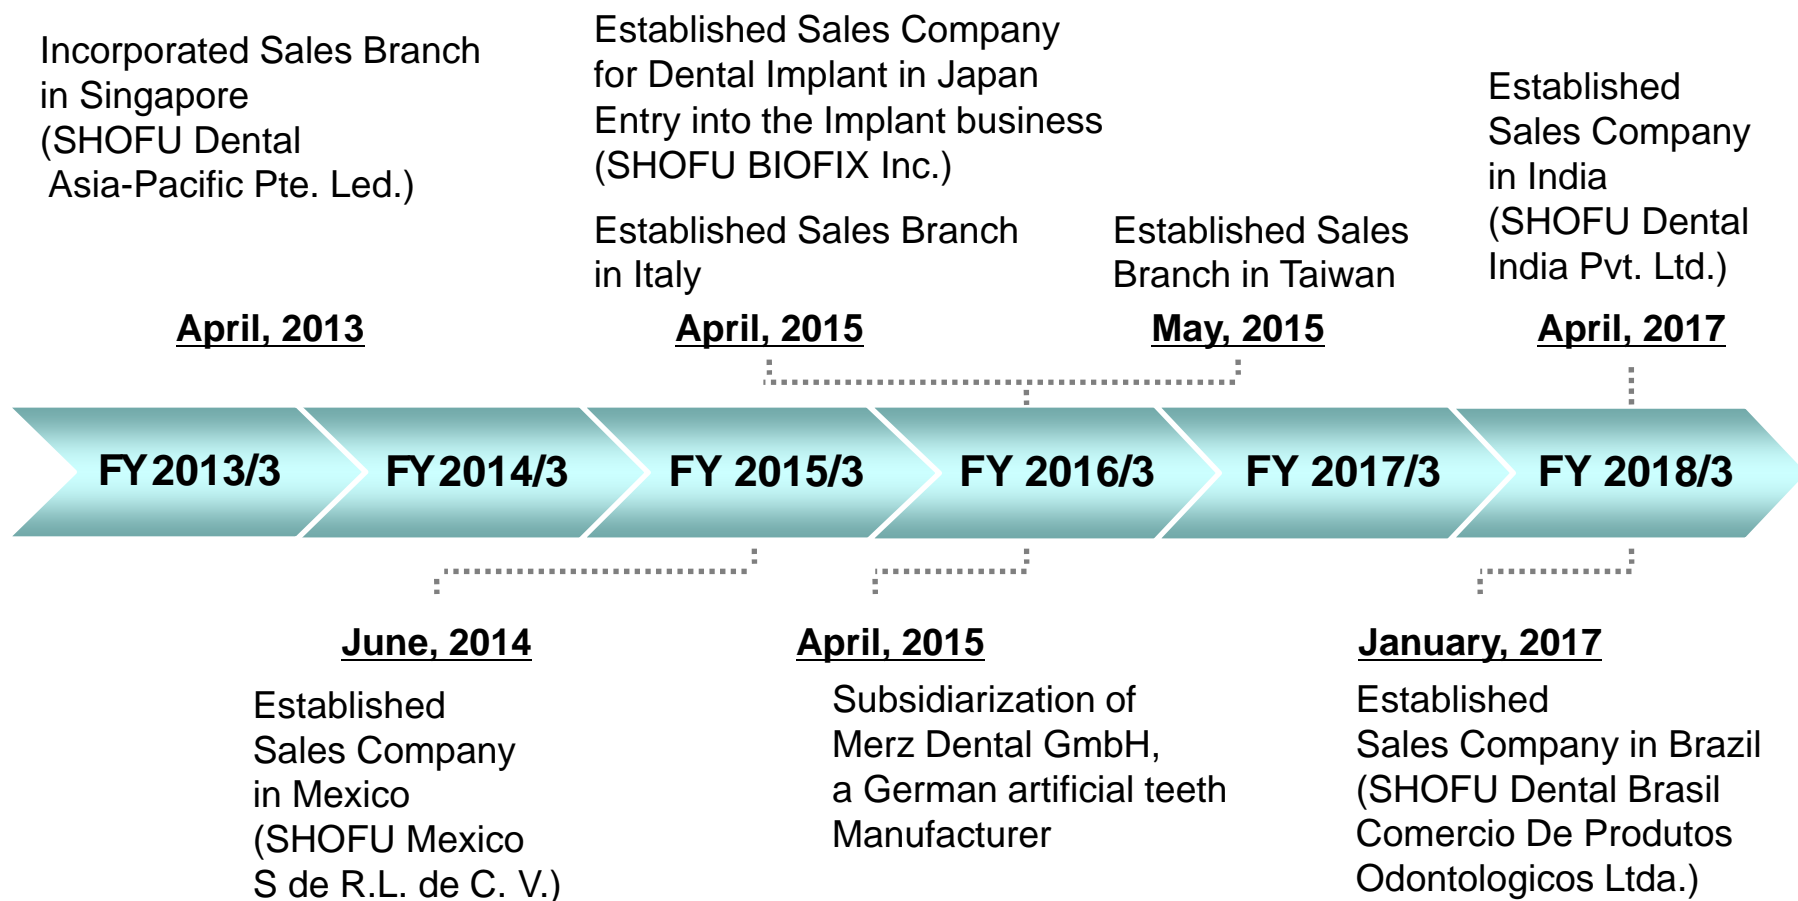 Incorporated Sales Branch
in Singapore
(SHOFU Dental
Asia-Pacific Pte. Led.)
Established Sales Company
for Dental Implant in Japan
Entry into the Implant business
(SHOFU BIOFIX Inc.)
Established Sales Branch
in Italy
Established Sales
Branch in Taiwan
Established
Sales Company
in India
(SHOFU Dental
India Pvt. Ltd.)
April, 2013
April, 2015
May, 2015
April, 2017
FY2013/3
FY2014/3
FY 2015/3
FY 2016/3
FY 2017/3
FY 2018/3
June, 2014
Established
Sales Company
in Mexico
(SHOFU Mexico
S de R.L. de C. V.)
April, 2015
Subsidiarization of
Merz Dental GmbH,
a German artificial teeth
Manufacturer
January, 2017
Established
Sales Company in Brazil
(SHOFU Dental Brasil
Comercio De Produtos
Odontologicos Ltda.)